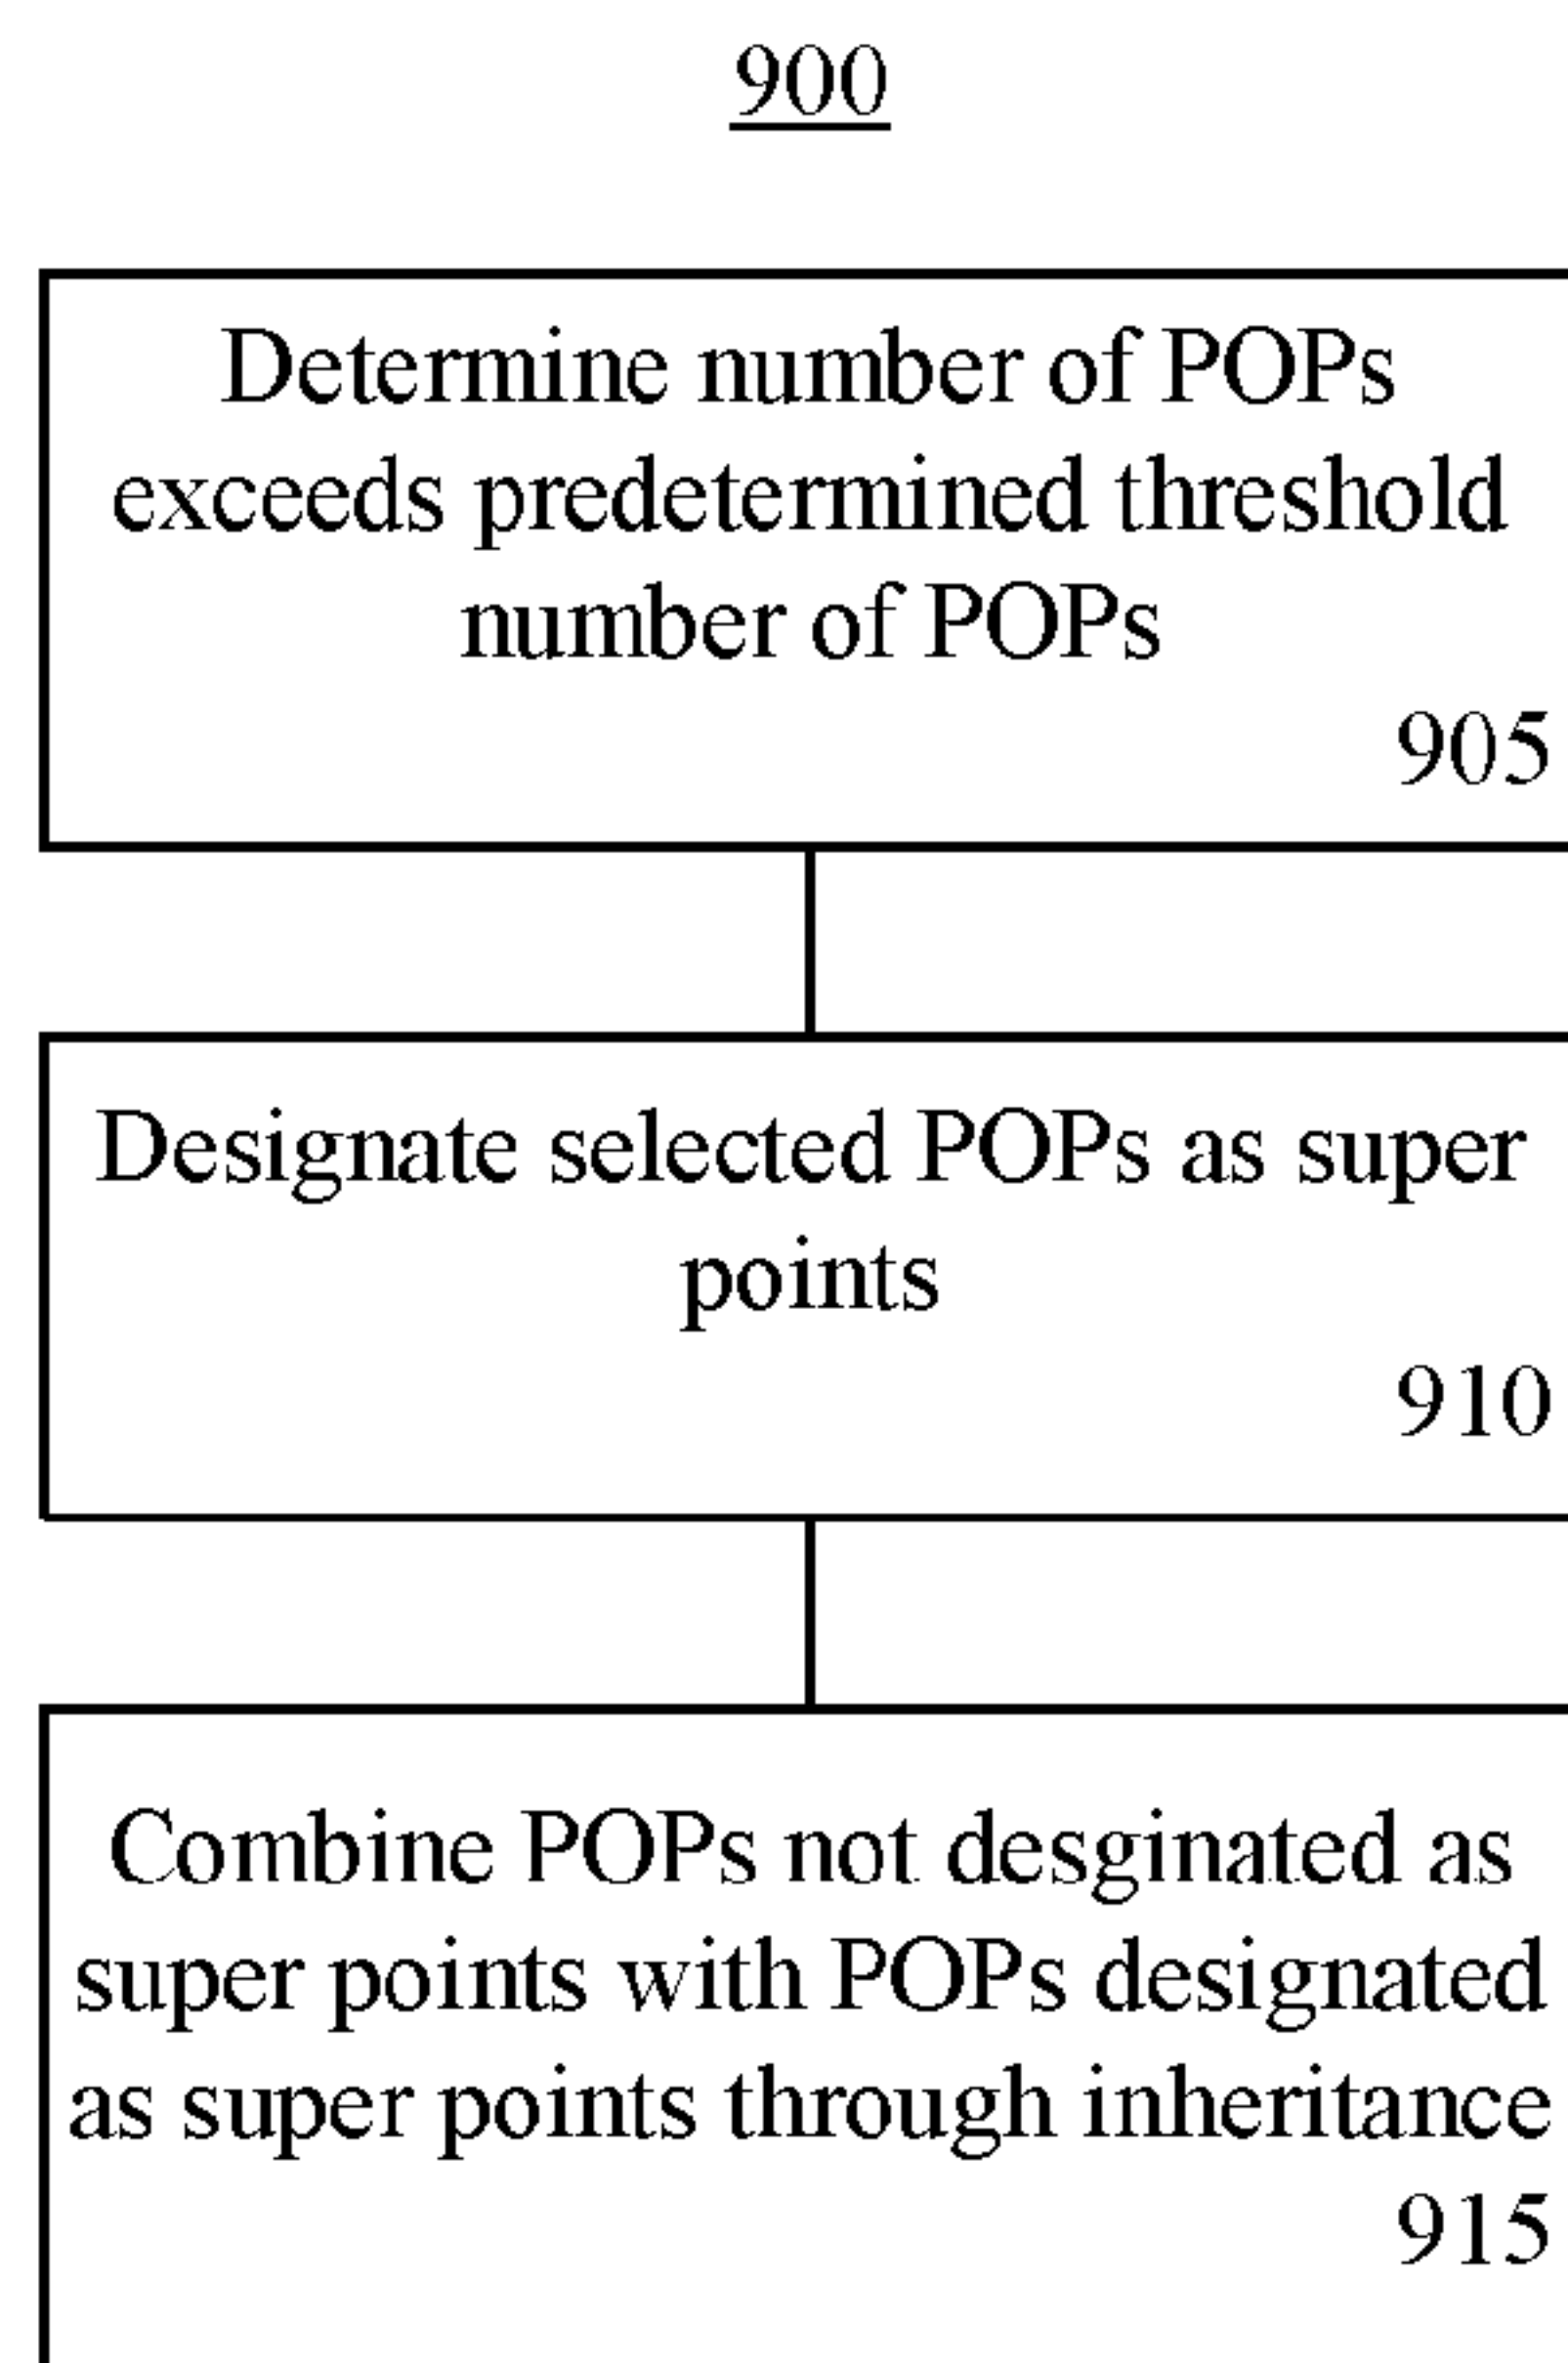 900
Determine number of POPs
exceeds predetermined threshold
number of POPs
905
Designate selected POPs as super
points
910
Combine POPs not desginated as
super points with POPs designated
as super points through inheritance
915